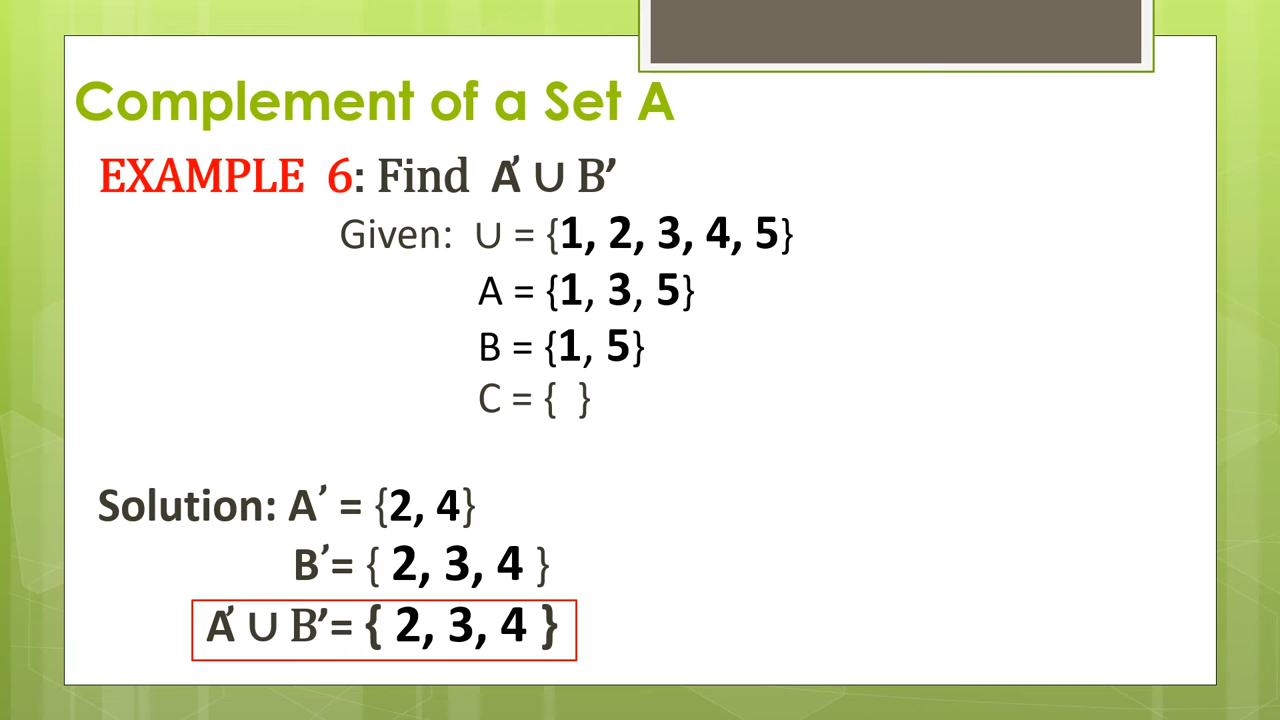 Complement of a Set A
EXAMPLE 6: Find A′ ∪ B′
Given: ∪ = {1, 2, 3, 4, 5}
A = {1, 3, 5}
B = {1, 5}
C = { }
Solution: A′ = {2, 4}
B′= { 2, 3, 4 }
A′ ∪ B′= { 2, 3, 4 }